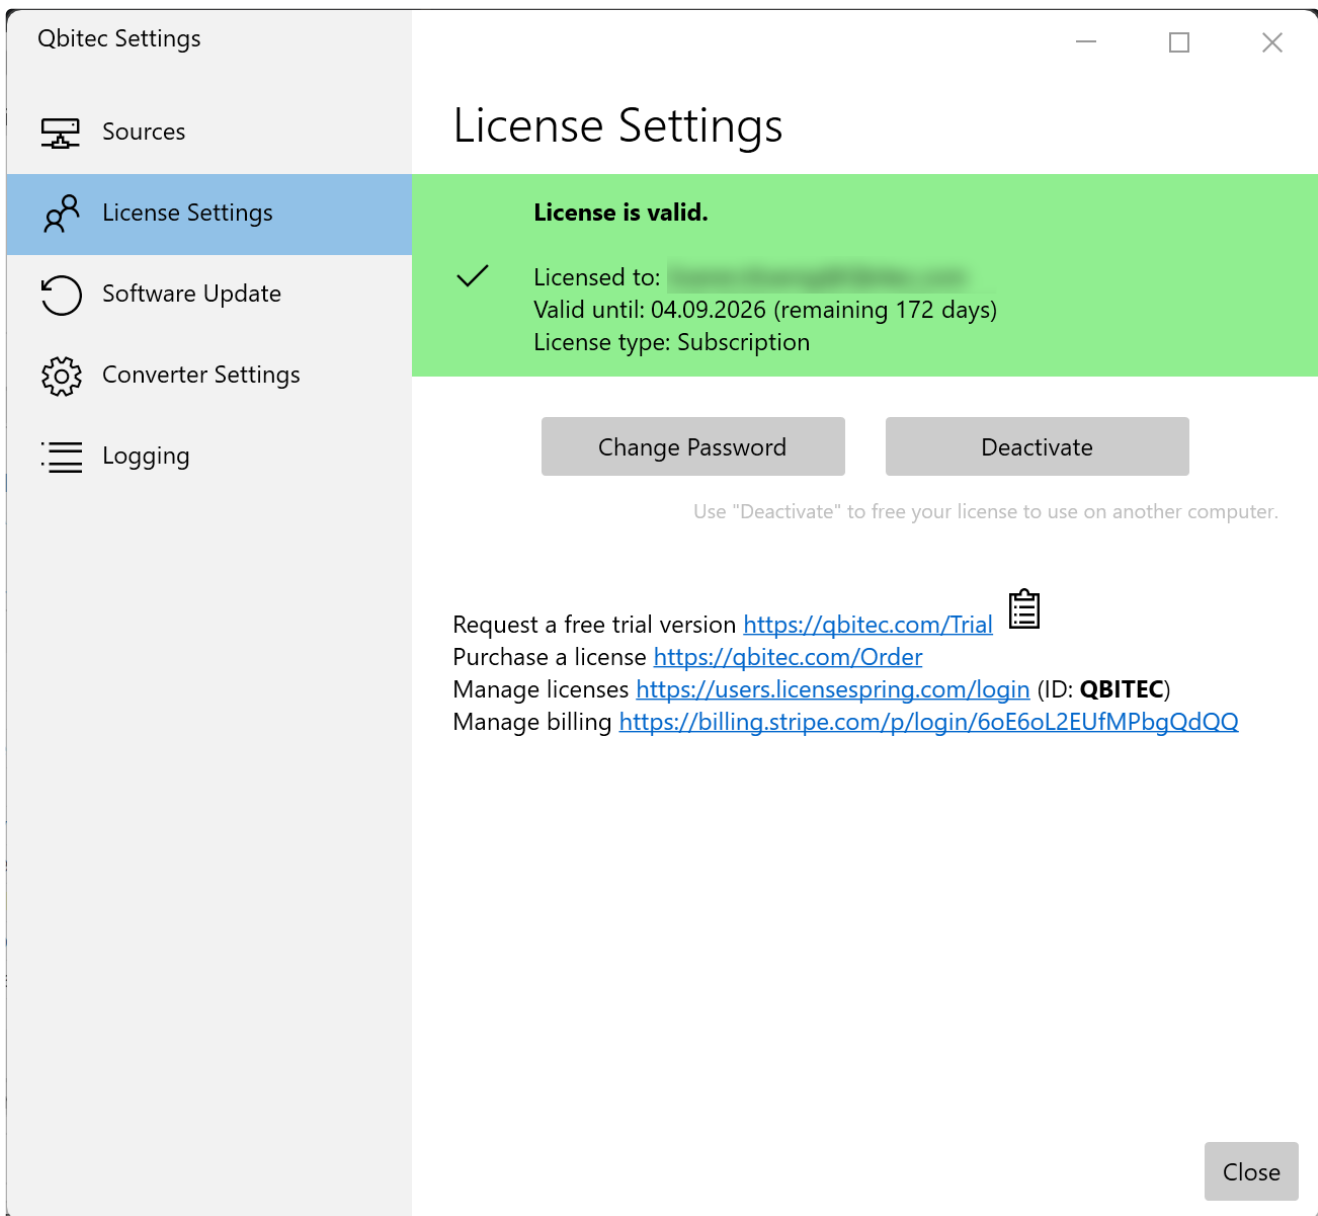 Qbitec Settings
Sources
License Settings
Software Update
Converter Settings
Logging
License Settings
License is valid.
Licensed to:
Valid until: 04.09.2026 (remaining 172 days)
License type: Subscription
Change Password
Deactivate
Use "Deactivate" to free your license to use on another computer.
Request a free trial version https://qbitec.com/Trial
Purchase a license https://qbitec.com/Order
Manage licenses https://users.licensespring.com/login (ID: QBITEC)
Manage billing https://billing.stripe.com/p/login/6oE6oL2EUfMPbgQdQQ
Close